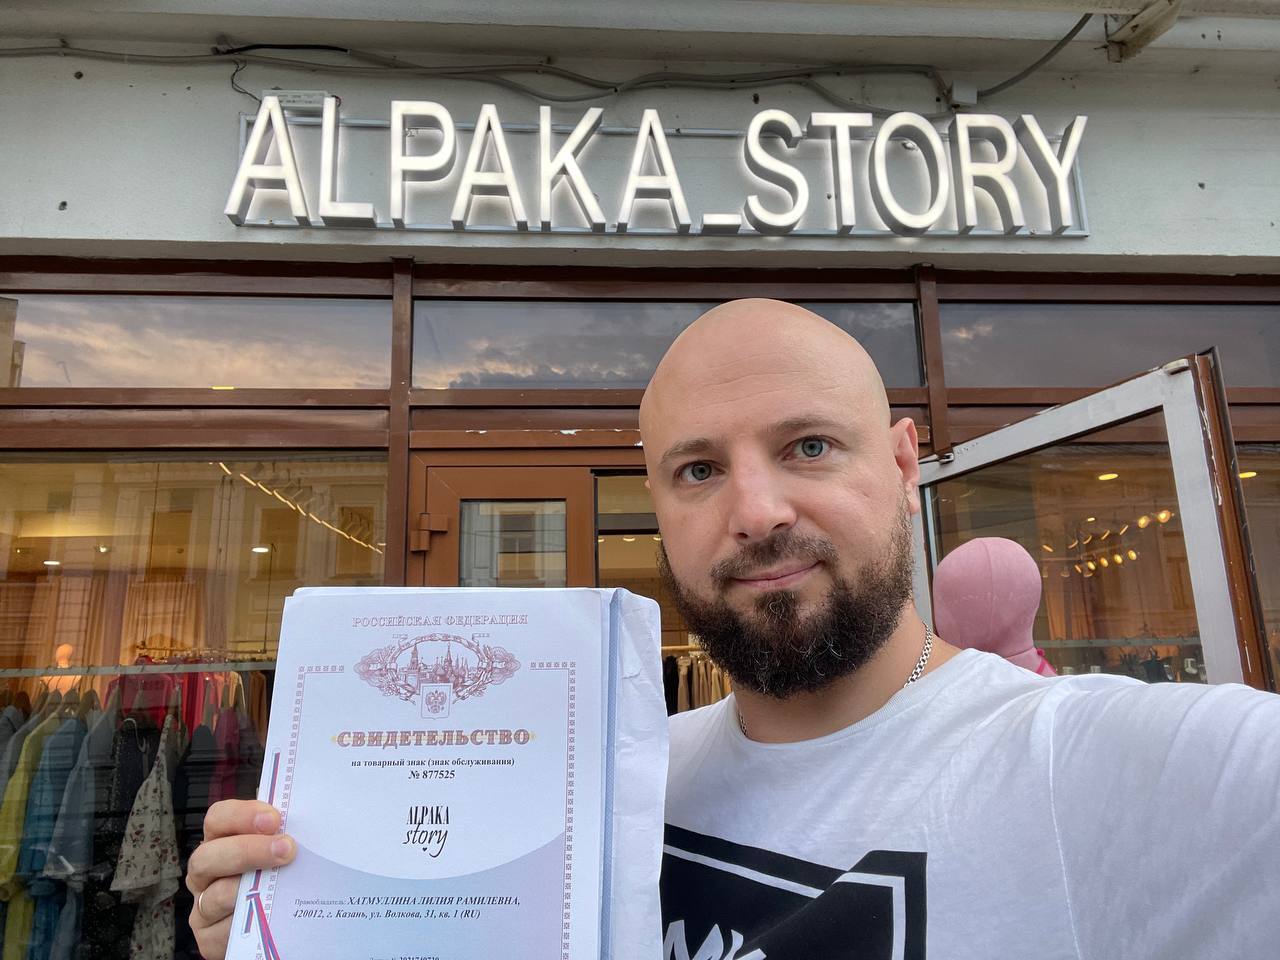 ALPAKA_STORY
РОССИЙСКАЯ ФЕДЕРАЦИЯ
СВИДЕТЕЛЬСТВО
на товарный знак (знак обслуживания)
№ 877525
ALPAKA
story
Правообладатель: ХАТМУЛЛИНА ЛИЛИЯ РАМИЛЕВНА,
420012, г. Казань, ул. Волкова, 31, кв. 1 (RU)